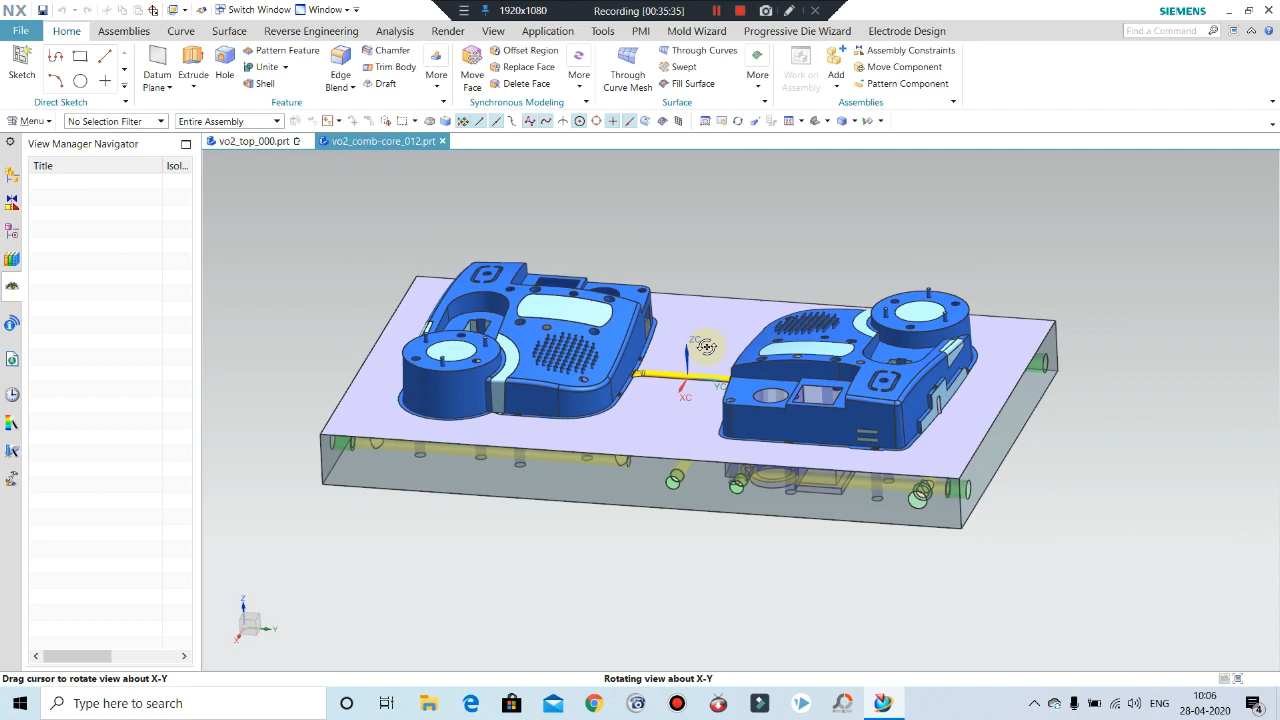 NX
Switch Window
Window
1920x1080
Recording [00:35:35]
SIEMENS
File
Home
Curve
Surface
Reverse Engineering
Analysis
Render
View
Application
Tools
PMI
Mold Wizard
Progressive Die Wizard
Electrode Design
Find a Command
Sketch
Direct Sketch
Datum Plane
Extrude
Hole
Pattern Feature
Unite
Shell
Edge Blend
Chamfer
Trim Body
Draft
More
Feature
Move Face
Offset Region
Replace Face
Delete Face
More
Synchronous Modeling
Through Curve Mesh
Through Curves
Swept
Fill Surface
More
Surface
Work on Assembly
Add
Assembly Constraints
Move Component
Pattern Component
Assemblies
Menu
No Selection Filter
Entire Assembly
View Manager Navigator
vo2_top_000.prt
vo2_comb-core_012.prt
Title
Isol...
ZC
YC
XC
Z
Y
X
Drag cursor to rotate view about X-Y
Rotating view about X-Y
Type here to search
ENG
10:06
28-04-2020
4